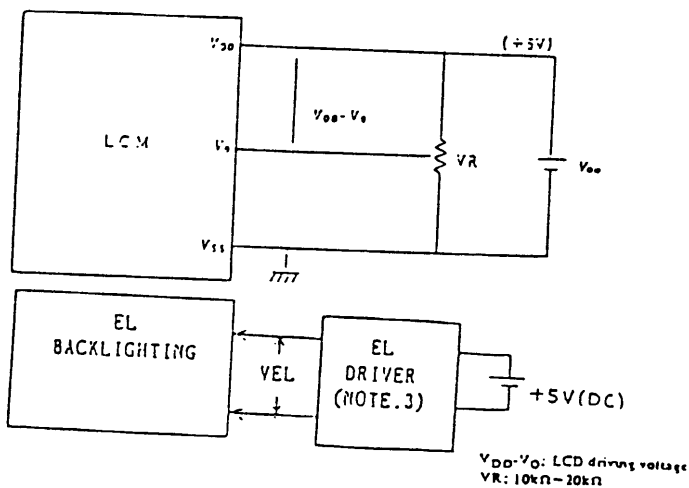 VDD
(+5V)
LCM
VDD-V0
V0
VR
VDD
VSS
EL
BACKLIGHTING
VEL
EL
DRIVER
(NOTE.3)
+5V(DC)
VDD-VO: LCD driving voltage
VR: 10kΩ-20kΩ